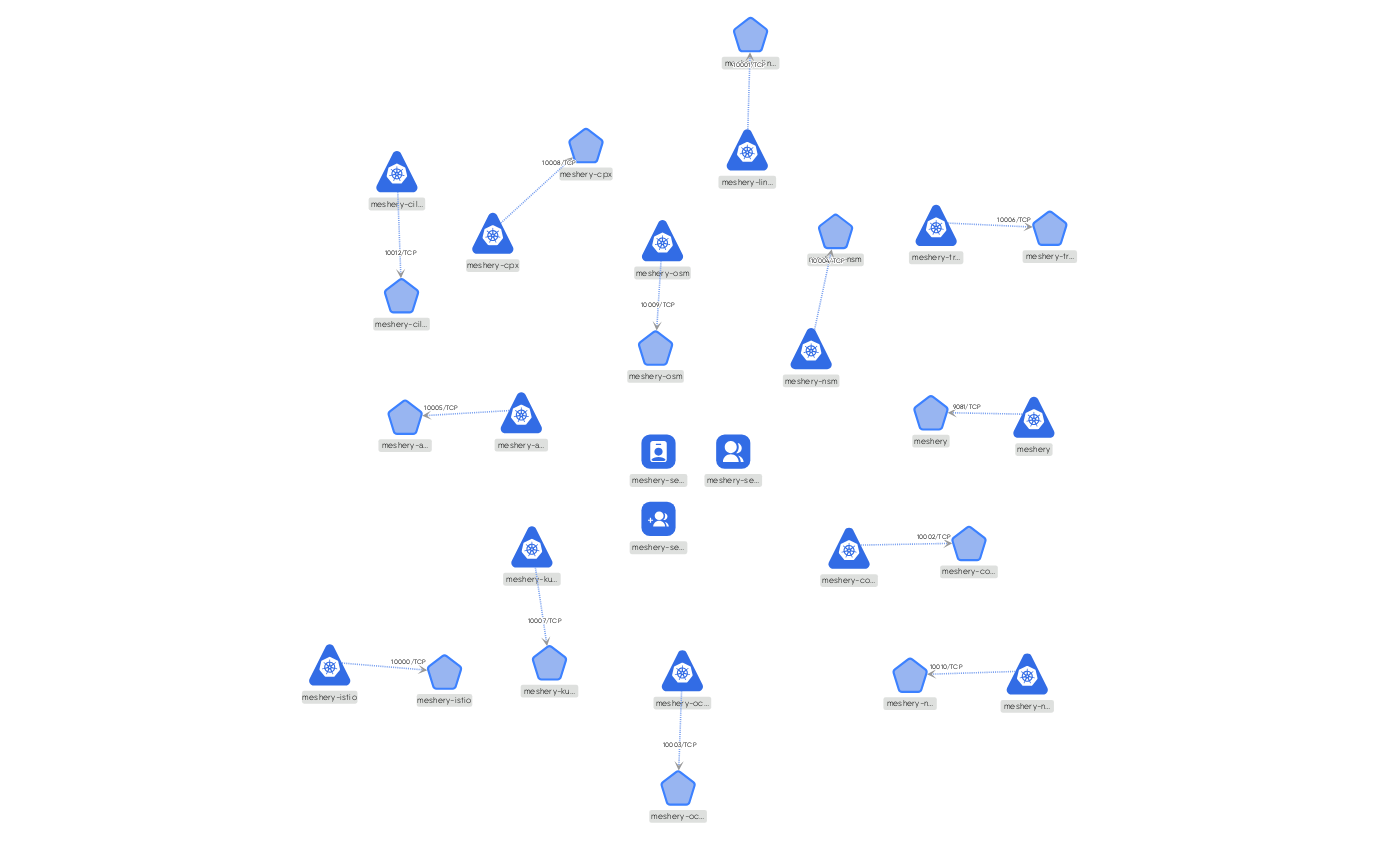 10001/TCP
meshery-lin...
10008/TCP
meshery-cpx
meshery-cil...
meshery-cpx
10012/TCP
meshery-cil...
10006/TCP
meshery-tr...
meshery-tr...
meshery-osm
10009/TCP
meshery-osm
meshery-nsm
10005/TCP
meshery-a...
meshery-a...
9081/TCP
meshery
meshery
meshery-se...
meshery-se...
meshery-se...
10002/TCP
meshery-co...
meshery-co...
meshery-ku...
10007/TCP
meshery-ku...
10000/TCP
meshery-istio
meshery-istio
meshery-oc...
10003/TCP
meshery-oc...
10010/TCP
meshery-n...
meshery-n...